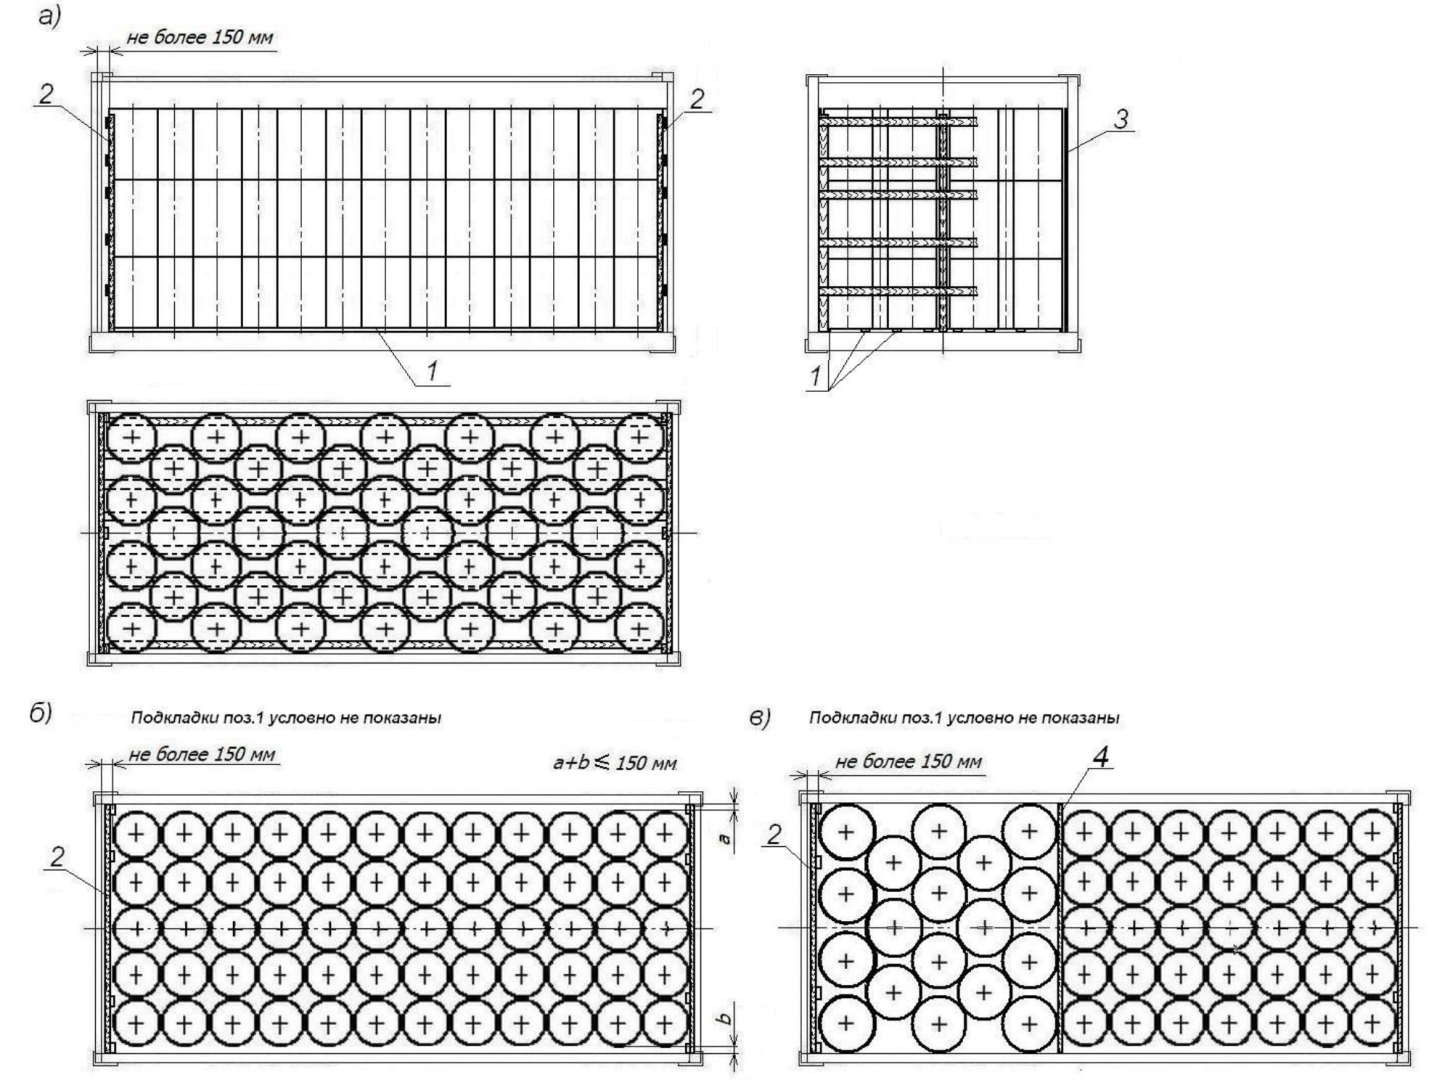 а)
не более 150 мм
2
2
3
1
1
б)
Подкладки поз.1 условно не показаны
в)
Подкладки поз.1 условно не показаны
не более 150 мм
a+b ≤ 150 мм
не более 150 мм
4
2
a
2
b